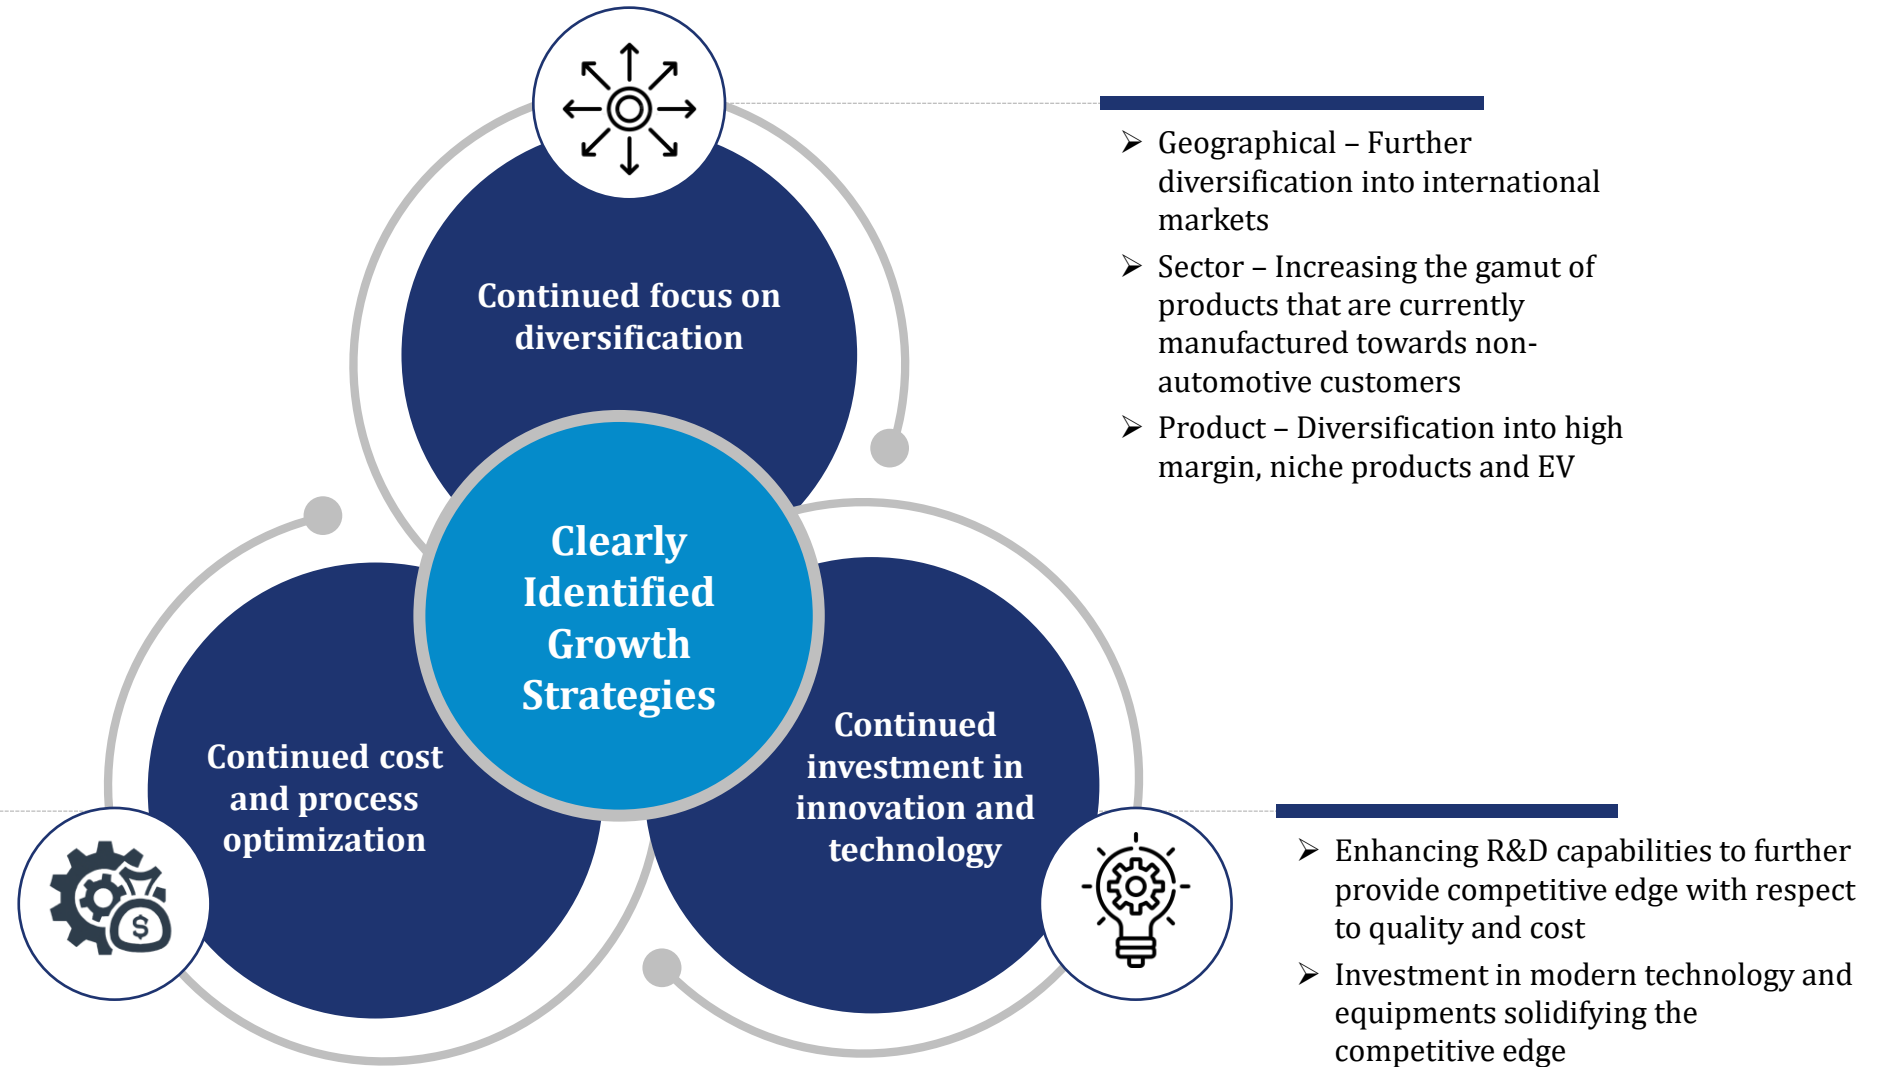 ➢ Geographical – Further
diversification into international
markets
➢ Sector – Increasing the gamut of
products that are currently
manufactured towards non-
automotive customers
➢ Product – Diversification into high
margin, niche products and EV
Continued focus on
diversification
Clearly
Identified
Growth
Strategies
Continued cost
and process
optimization
$
Continued
investment in
innovation and
technology
➢ Enhancing R&D capabilities to further
provide competitive edge with respect
to quality and cost
➢ Investment in modern technology and
equipments solidifying the
competitive edge